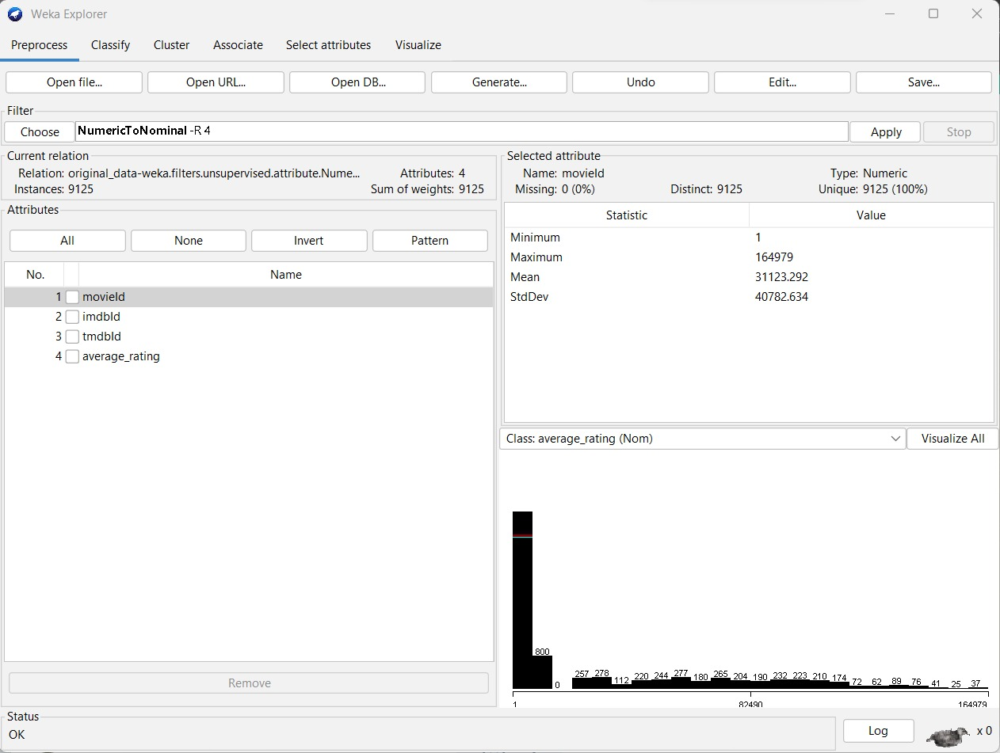 Weka Explorer
Preprocess Classify Cluster Associate Select attributes Visualize
Open file... Open URL... Open DB... Generate... Undo Edit... Save...
Filter
Choose NumericToNominal -R 4 Apply Stop
Current relation
Relation: original_data-weka.filters.unsupervised.attribute.Nume... Attributes: 4
Instances: 9125 Sum of weights: 9125
Attributes
All None Invert Pattern
No. Name
1 movieId
2 imdbId
3 tmdbId
4 average_rating
Remove
Selected attribute
Name: movieId Type: Numeric
Missing: 0 (0%) Distinct: 9125 Unique: 9125 (100%)
Statistic Value
Minimum 1
Maximum 164979
Mean 31123.292
StdDev 40782.634
Class: average_rating (Nom) Visualize All
800 0 257 278 112 220 244 277 180 265 204 190 232 223 210 174 72 62 89 76 41 25 37
1 82490 164979
Status
OK
Log x 0